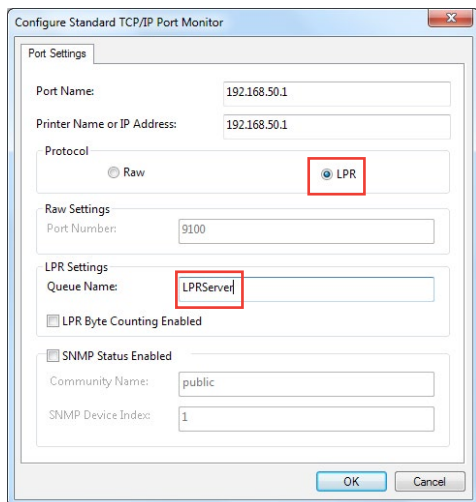 Configure Standard TCP/IP Port Monitor
Port Settings
Port Name: 192.168.50.1
Printer Name or IP Address: 192.168.50.1
Protocol
Raw LPR
Raw Settings
Port Number: 9100
LPR Settings
Queue Name: LPRServer
LPR Byte Counting Enabled
SNMP Status Enabled
Community Name: public
SNMP Device Index: 1
OK Cancel